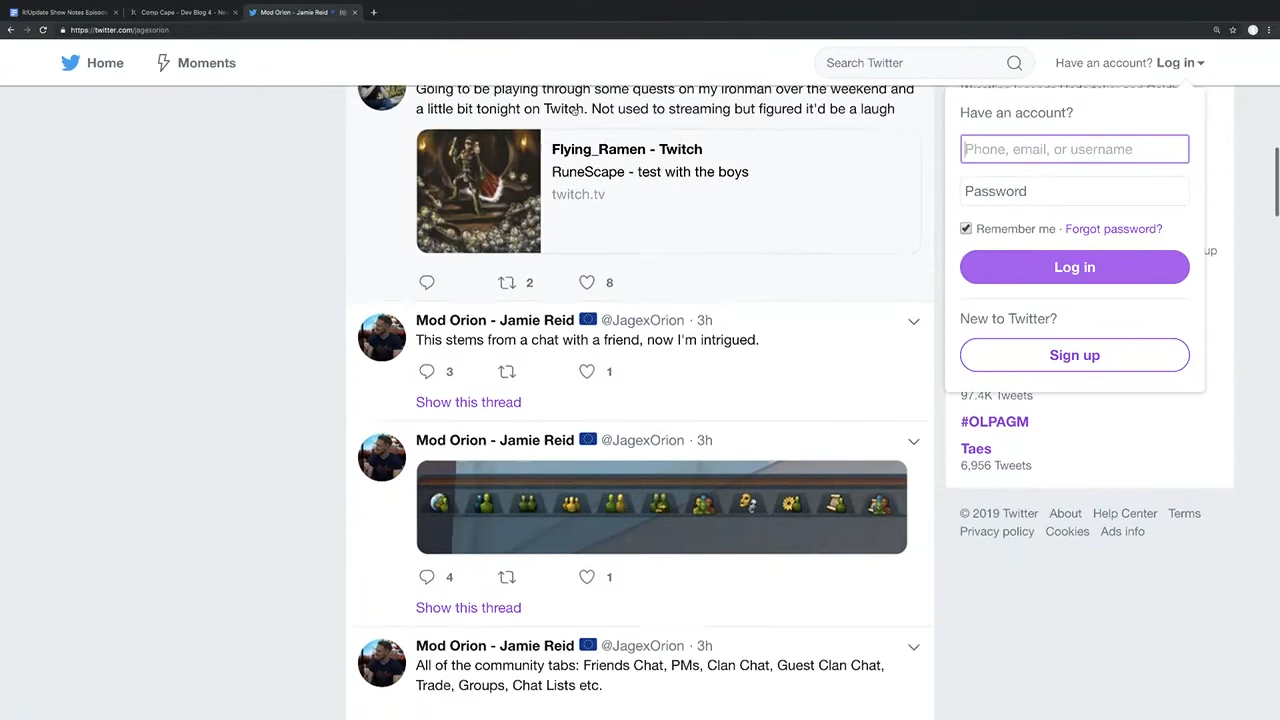 R/Update Show Notes Episode
Comp Cape - Dev Blog 4 - Ne
Mod Orion - Jamie Reid
https://twitter.com/jagexorion
Home
Moments
Search Twitter
Have an account? Log in
Going to be playing through some quests on my ironman over the weekend and
a little bit tonight on Twitch. Not used to streaming but figured it'd be a laugh
Flying_Ramen - Twitch
RuneScape - test with the boys
twitch.tv
2
8
Mod Orion - Jamie Reid @JagexOrion · 3h
This stems from a chat with a friend, now I'm intrigued.
3
1
Show this thread
Mod Orion - Jamie Reid @JagexOrion · 3h
4
1
Show this thread
Mod Orion - Jamie Reid @JagexOrion · 3h
All of the community tabs: Friends Chat, PMs, Clan Chat, Guest Clan Chat,
Trade, Groups, Chat Lists etc.
Have an account?
Phone, email, or username
Password
Remember me · Forgot password?
up
Log in
New to Twitter?
Sign up
97.4K Tweets
#OLPAGM
Taes
6,956 Tweets
© 2019 Twitter About Help Center Terms
Privacy policy Cookies Ads info